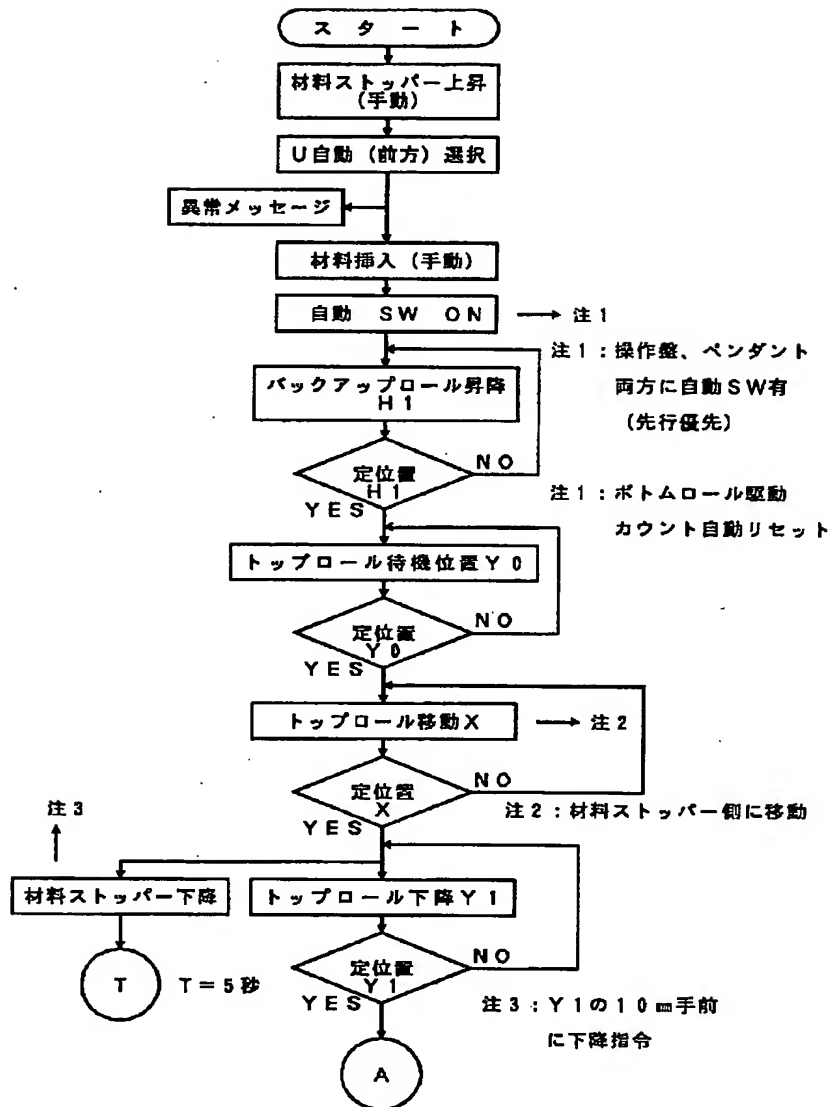 スタート
材料ストッパー上昇
(手動)
U自動(前方)選択
異常メッセージ
材料挿入(手動)
自動 SW ON
注1
注1:操作盤、ペンダント
両方に自動SW有
(先行優先)
バックアップロール昇降
H1
定位置
H1
NO
YES
注1:ボトムロール駆動
カウント自動リセット
トップロール待機位置Y0
定位置
Y0
NO
YES
トップロール移動X
注2
定位置
X
NO
YES
注2:材料ストッパー側に移動
注3
材料ストッパー下降
トップロール下降Y1
T
T=5秒
定位置
Y1
NO
YES
注3:Y1の10㎜手前
に下降指令
A